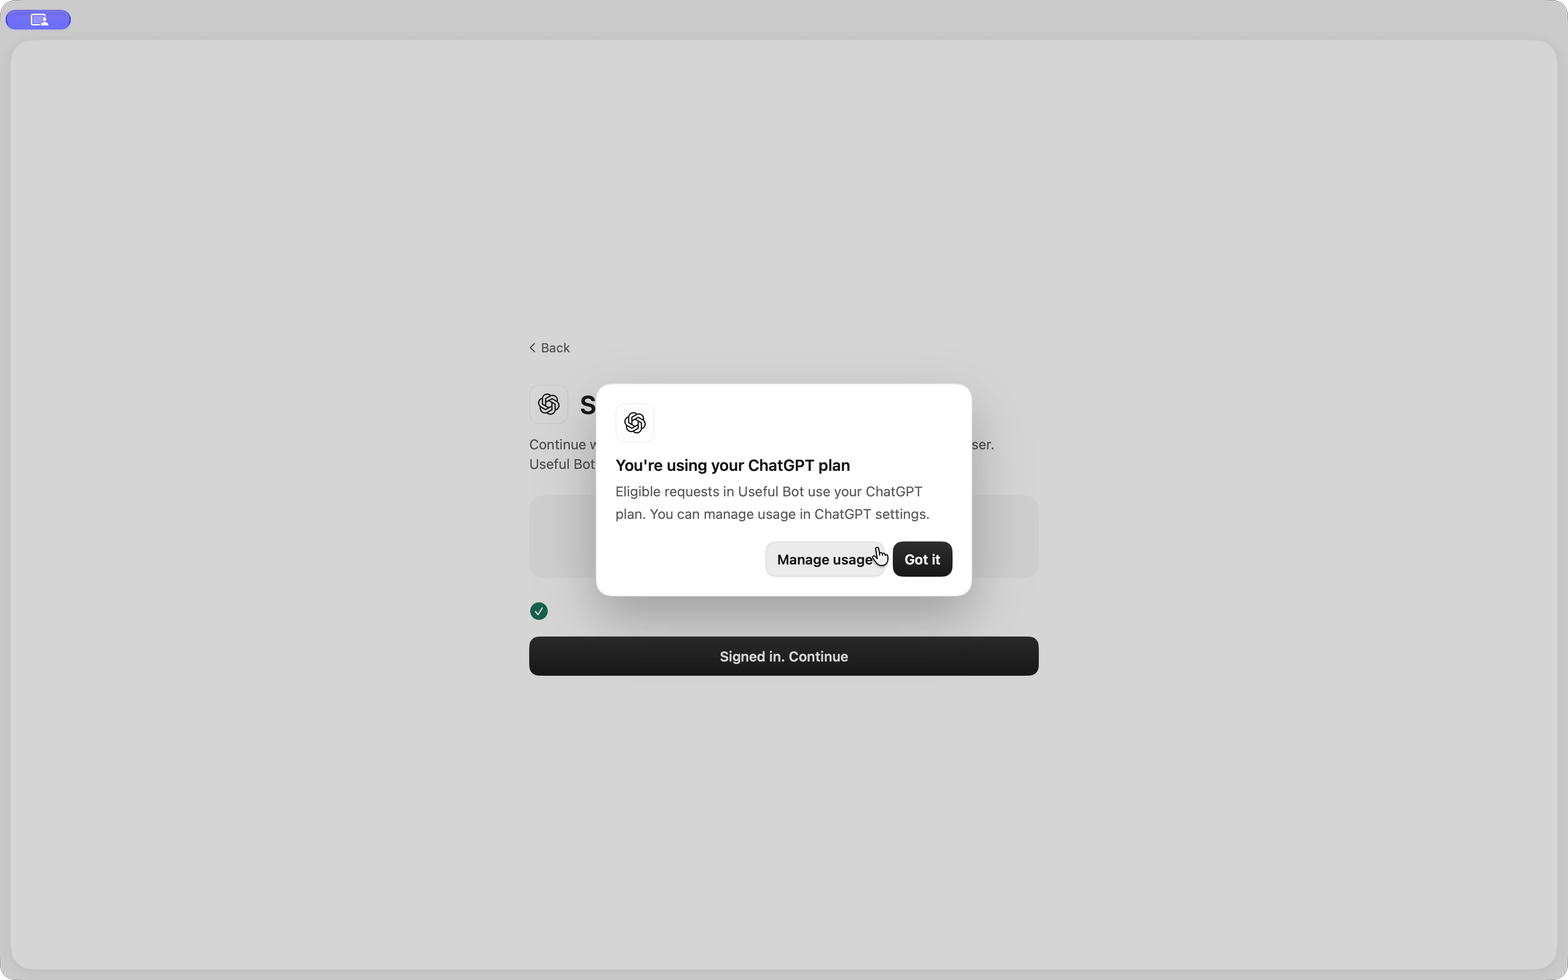 Back
S
Continue w
ser.
Useful Bot
You're using your ChatGPT plan
Eligible requests in Useful Bot use your ChatGPT
plan. You can manage usage in ChatGPT settings.
Manage usage
Got it
Signed in. Continue